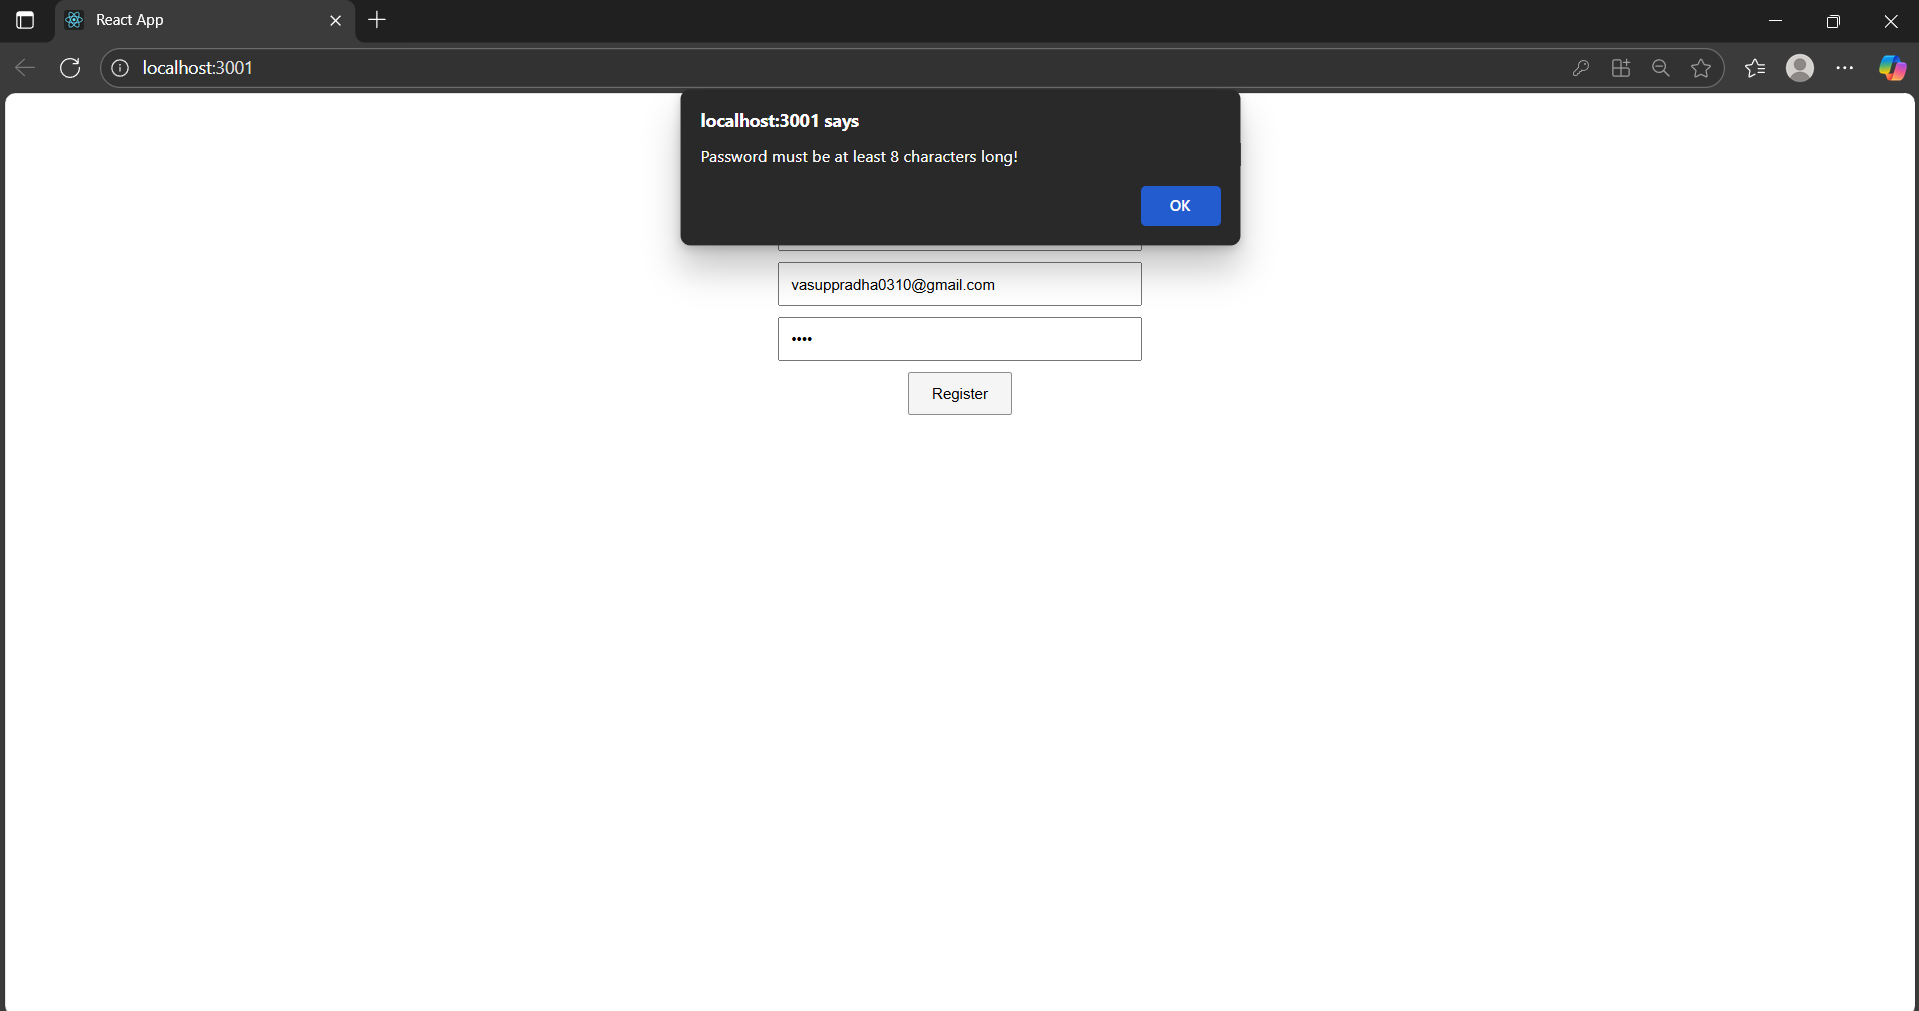 React App
localhost:3001
localhost:3001 says
Password must be at least 8 characters long!
OK
vasuppradha0310@gmail.com
••••
Register